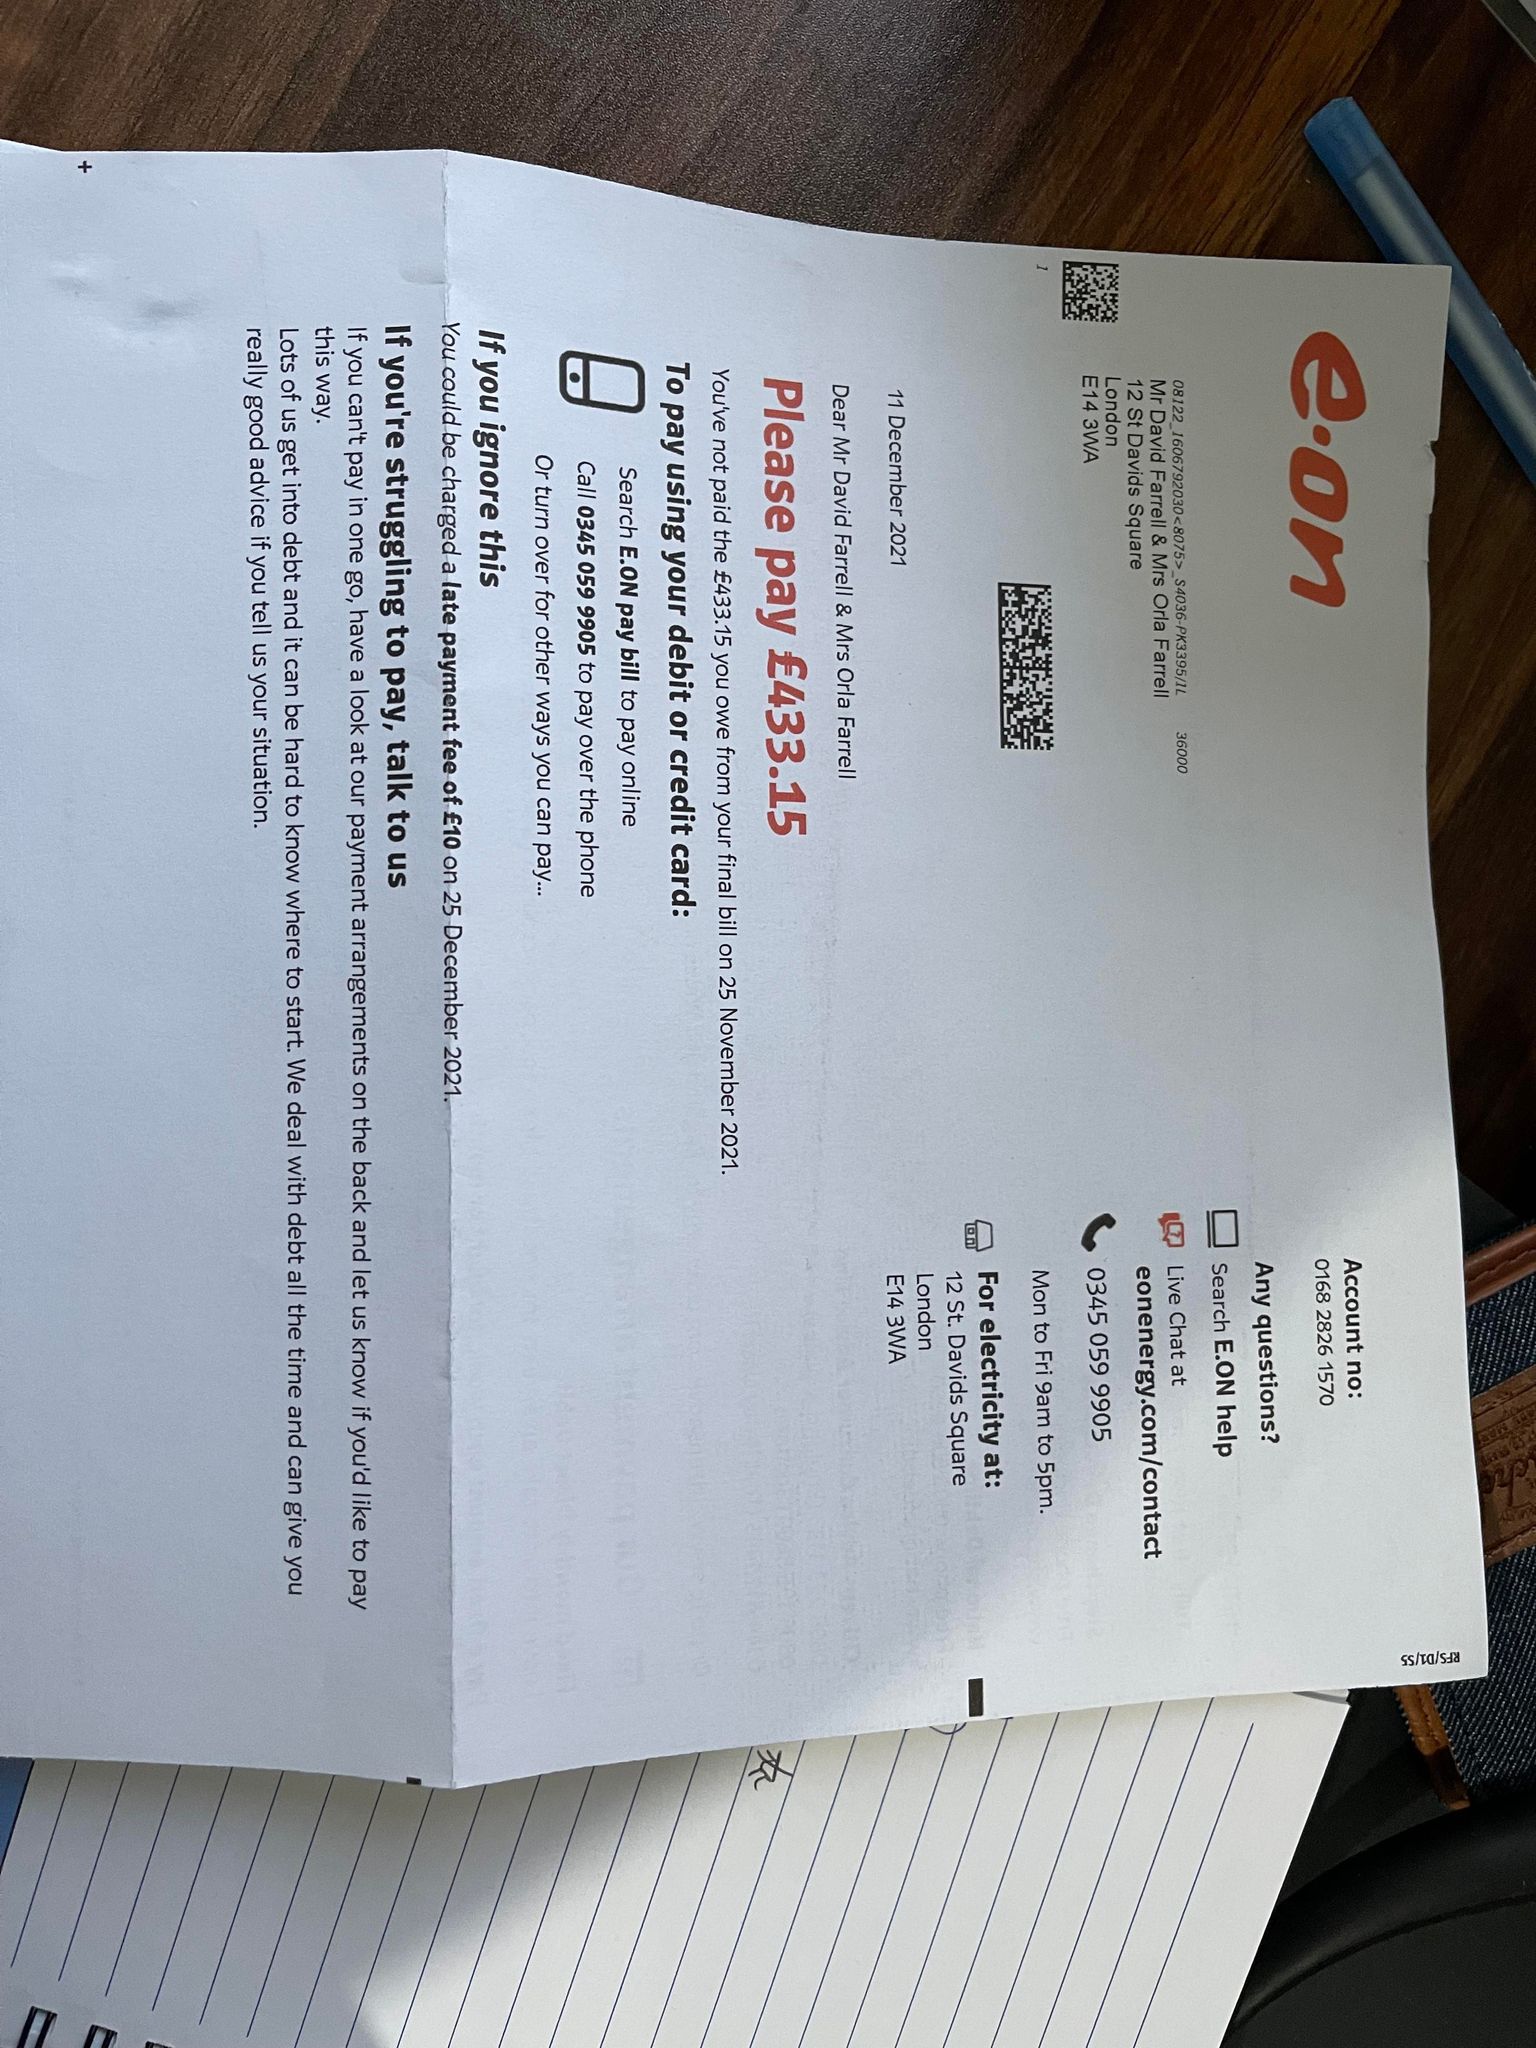 e·on
08122_1606792030<8075>_S4036-PK3395/1L 36000
Mr David Farrell & Mrs Orla Farrell
12 St Davids Square
London
E14 3WA
1
Account no:
0168 2826 1570
Any questions?
Search E.ON help
Live Chat at
eonenergy.com/contact
0345 059 9905
Mon to Fri 9am to 5pm.
For electricity at:
12 St. Davids Square
London
E14 3WA
RFS/D1/S5
11 December 2021
Dear Mr David Farrell & Mrs Orla Farrell
Please pay £433.15
You've not paid the £433.15 you owe from your final bill on 25 November 2021.
To pay using your debit or credit card:
Search E.ON pay bill to pay online
Call 0345 059 9905 to pay over the phone
Or turn over for other ways you can pay...
If you ignore this
You could be charged a late payment fee of £10 on 25 December 2021.
If you're struggling to pay, talk to us
If you can't pay in one go, have a look at our payment arrangements on the back and let us know if you'd like to pay
this way.
Lots of us get into debt and it can be hard to know where to start. We deal with debt all the time and can give you
really good advice if you tell us your situation.